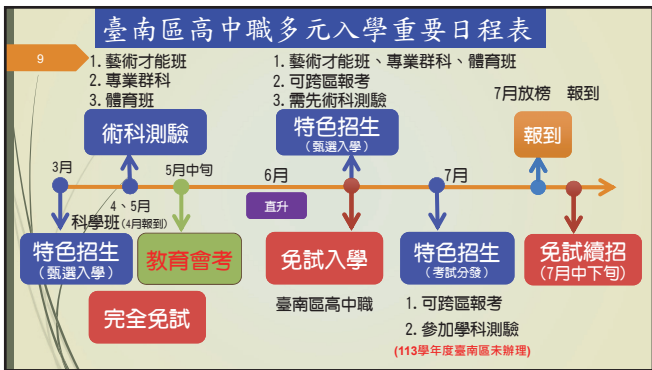 臺南區高中職多元入學重要日程表
9
1. 藝術才能班
2. 專業群科
3. 體育班
1. 藝術才能班、專業群科、體育班
2. 可跨區報考
3. 需先術科測驗
7月放榜 報到
術科測驗
特色招生
(甄選入學)
報到
3月
5月中旬
6月
7月
4、5月
直升
科學班(4月報到)
特色招生
(甄選入學)
教育會考
免試入學
特色招生
(考試分發)
免試續招
(7月中下旬)
完全免試
臺南區高中職
1. 可跨區報考
2. 參加學科測驗
(113學年度臺南區未辦理)